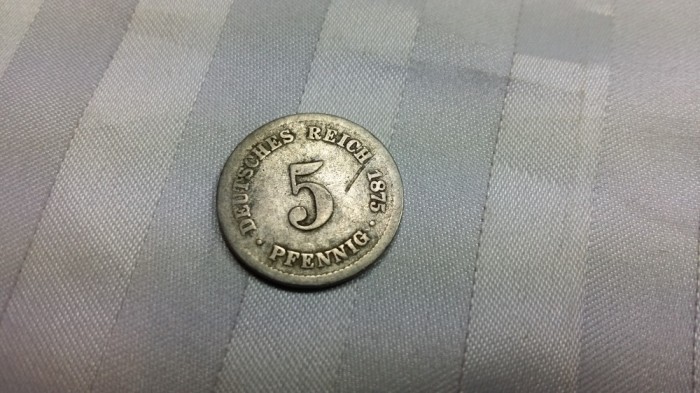 DEUTSCHES REICH 1875
5
PFENNIG